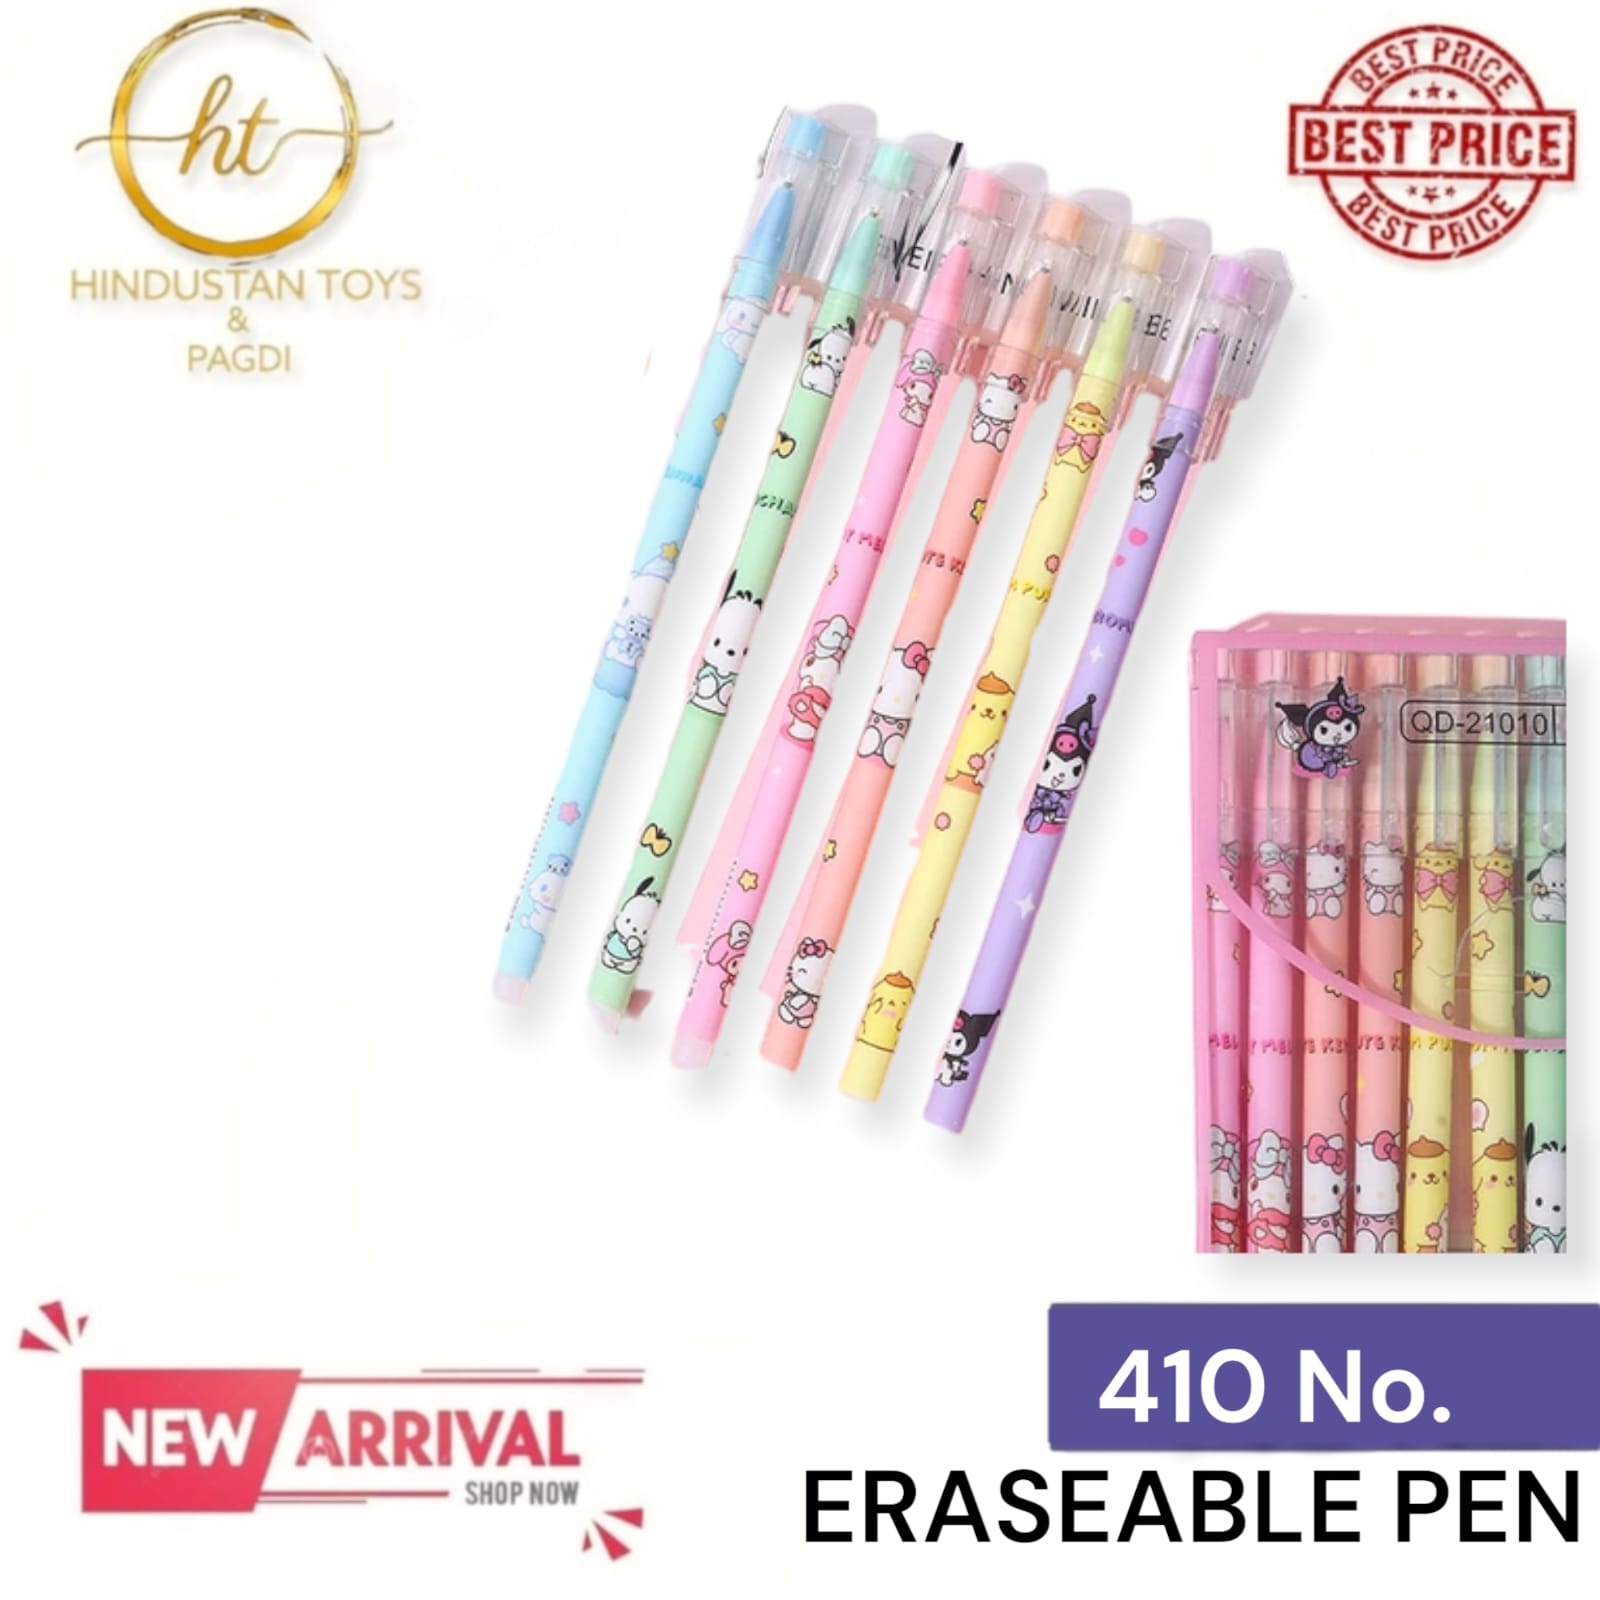 ht
HINDUSTAN TOYS
&
PAGDI
BEST PRICE
BEST PRICE
BEST PRICE
QD-21010
NEW ARRIVAL
SHOP NOW
410 No.
ERASEABLE PEN